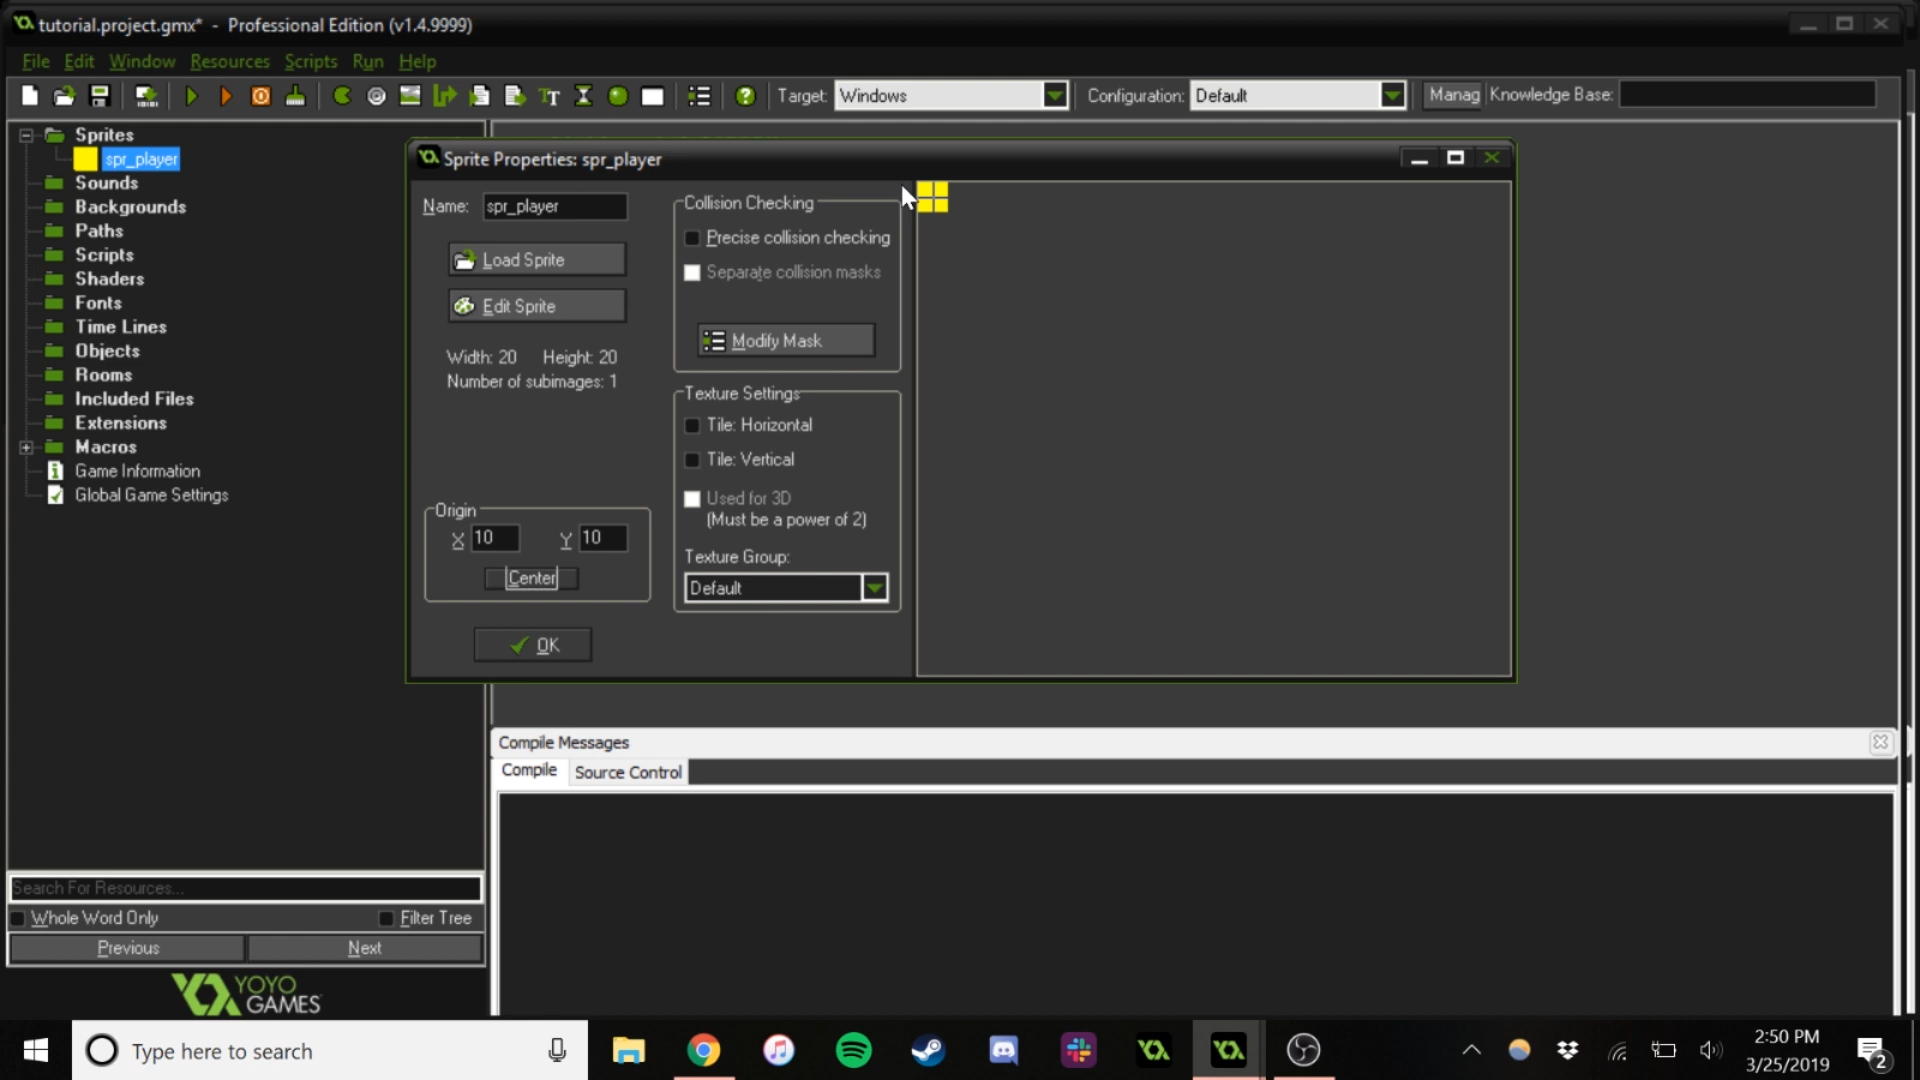 tutorial.project.gmx* - Professional Edition (v1.4.9999)
File Edit Window Resources Scripts Run Help
Target: Windows Configuration: Default Manag Knowledge Base:
Sprites
spr_player
Sounds
Backgrounds
Paths
Scripts
Shaders
Fonts
Time Lines
Objects
Rooms
Included Files
Extensions
Macros
Game Information
Global Game Settings
Search For Resources...
Whole Word Only Filter Tree
Previous Next
YOYO
GAMES
Sprite Properties: spr_player
Name: spr_player
Load Sprite
Edit Sprite
Width: 20 Height: 20
Number of subimages: 1
Origin
X 10 Y 10
Center
OK
Collision Checking
Precise collision checking
Separate collision masks
Modify Mask
Texture Settings
Tile: Horizontal
Tile: Vertical
Used for 3D
(Must be a power of 2)
Texture Group:
Default
Compile Messages
Compile Source Control
Type here to search
2:50 PM
3/25/2019
2